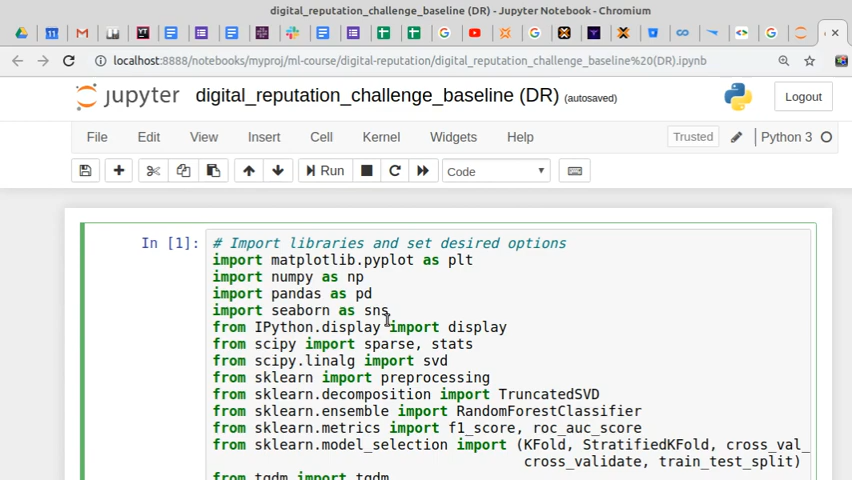 digital_reputation_challenge_baseline (DR) - Jupyter Notebook - Chromium
localhost:8888/notebooks/myproj/ml-course/digital-reputation/digital_reputation_challenge_baseline%20(DR).ipynb
jupyter digital_reputation_challenge_baseline (DR) (autosaved) Logout
File Edit View Insert Cell Kernel Widgets Help Trusted Python 3
Run Code
In [1]: # Import libraries and set desired options
import matplotlib.pyplot as plt
import numpy as np
import pandas as pd
import seaborn as sns
from IPython.display import display
from scipy import sparse, stats
from scipy.linalg import svd
from sklearn import preprocessing
from sklearn.decomposition import TruncatedSVD
from sklearn.ensemble import RandomForestClassifier
from sklearn.metrics import f1_score, roc_auc_score
from sklearn.model_selection import (KFold, StratifiedKFold, cross_val_
cross_validate, train_test_split)
from tqdm import tqdm